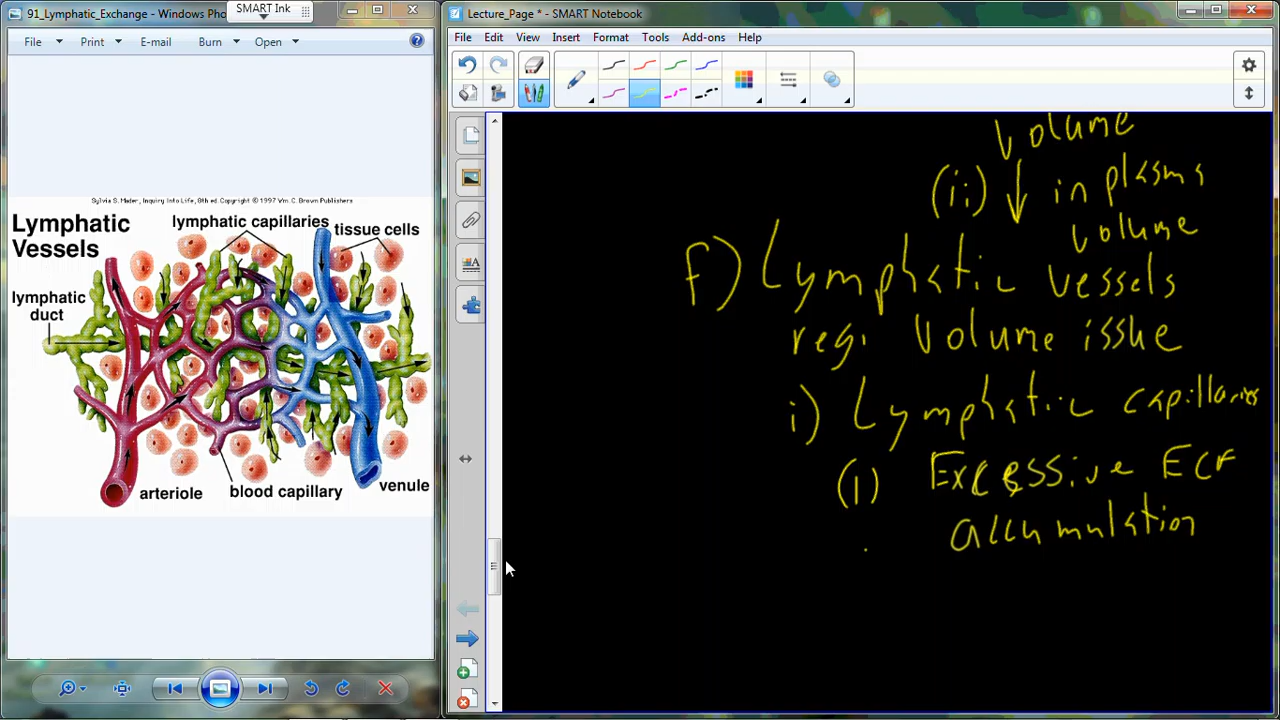 91_Lymphatic_Exchange - Windows Pho
SMART Ink
File Print E-mail Burn Open
Sylvia S. Mader, Inquiry Into Life, 8th ed. Copyright © 1997 Wm. C. Brown Publishers
Lymphatic
Vessels
lymphatic capillaries
tissue cells
lymphatic
duct
arteriole
blood capillary
venule
Lecture_Page * - SMART Notebook
File Edit View Insert Format Tools Add-ons Help
Volume
(ii) ↓ in plasma
volume
f) Lymphatic vessels
regi Volume issue
i) Lymphatic capillaries
(1) Excessive ECF
accumulation